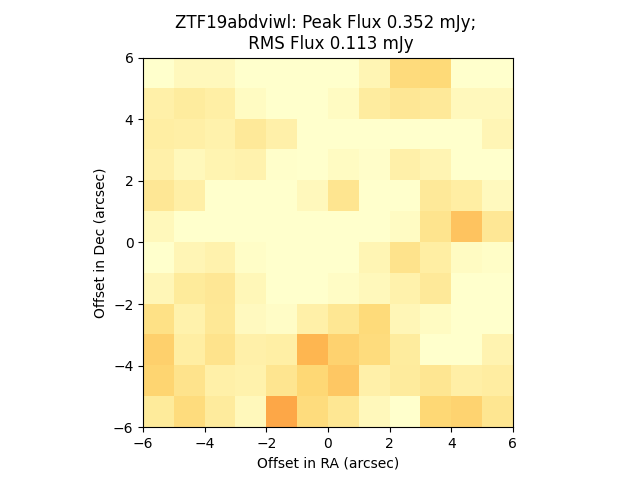 ZTF19abdviwl: Peak Flux 0.352 mJy;
RMS Flux 0.113 mJy
6
4
2
0
−2
−4
−6
Offset in Dec (arcsec)
−6 −4 −2 0 2 4 6
Offset in RA (arcsec)